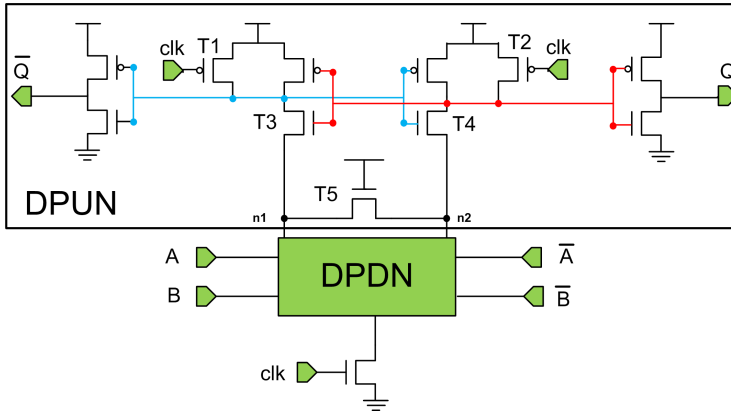 clk T1 T2 clk
Q̅ Q
T3 T4
T5
DPUN n1 n2
A DPDN A̅
B B̅
clk